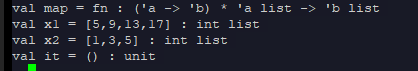 val map = fn : ('a -> 'b) * 'a list -> 'b list
val x1 = [5,9,13,17] : int list
val x2 = [1,3,5] : int list
val it = () : unit